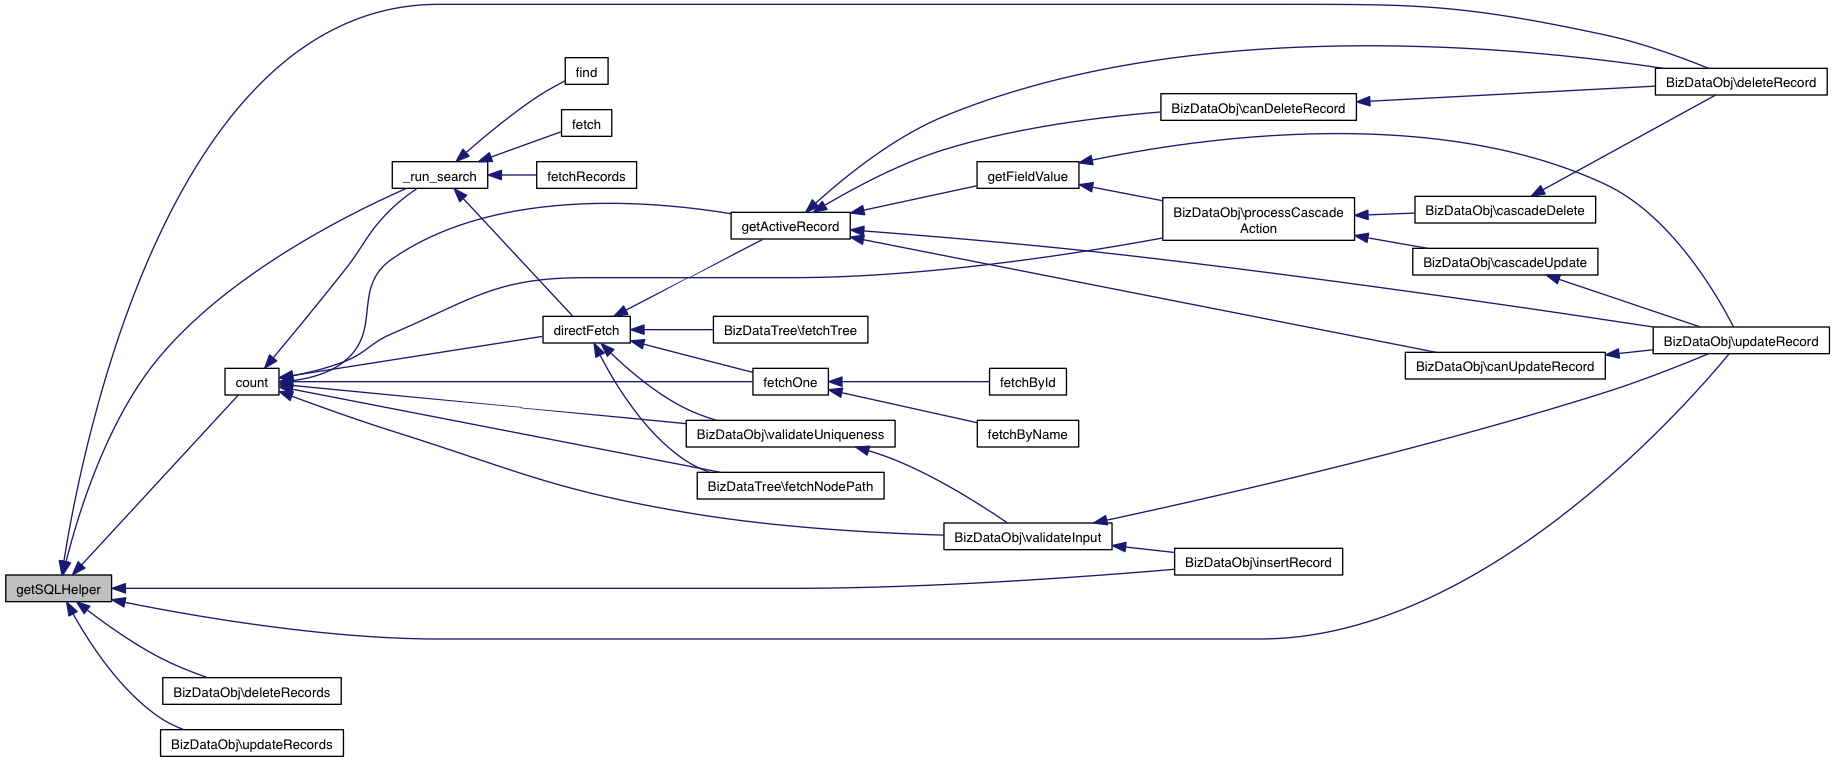 find
BizDataObj\deleteRecord
BizDataObj\canDeleteRecord
fetch
_run_search
fetchRecords
getFieldValue
BizDataObj\processCascade
Action
BizDataObj\cascadeDelete
getActiveRecord
BizDataObj\cascadeUpdate
directFetch
BizDataTree\fetchTree
BizDataObj\updateRecord
BizDataObj\canUpdateRecord
count
fetchOne
fetchById
BizDataObj\validateUniqueness
fetchByName
BizDataTree\fetchNodePath
BizDataObj\validateInput
BizDataObj\insertRecord
getSQLHelper
BizDataObj\deleteRecords
BizDataObj\updateRecords